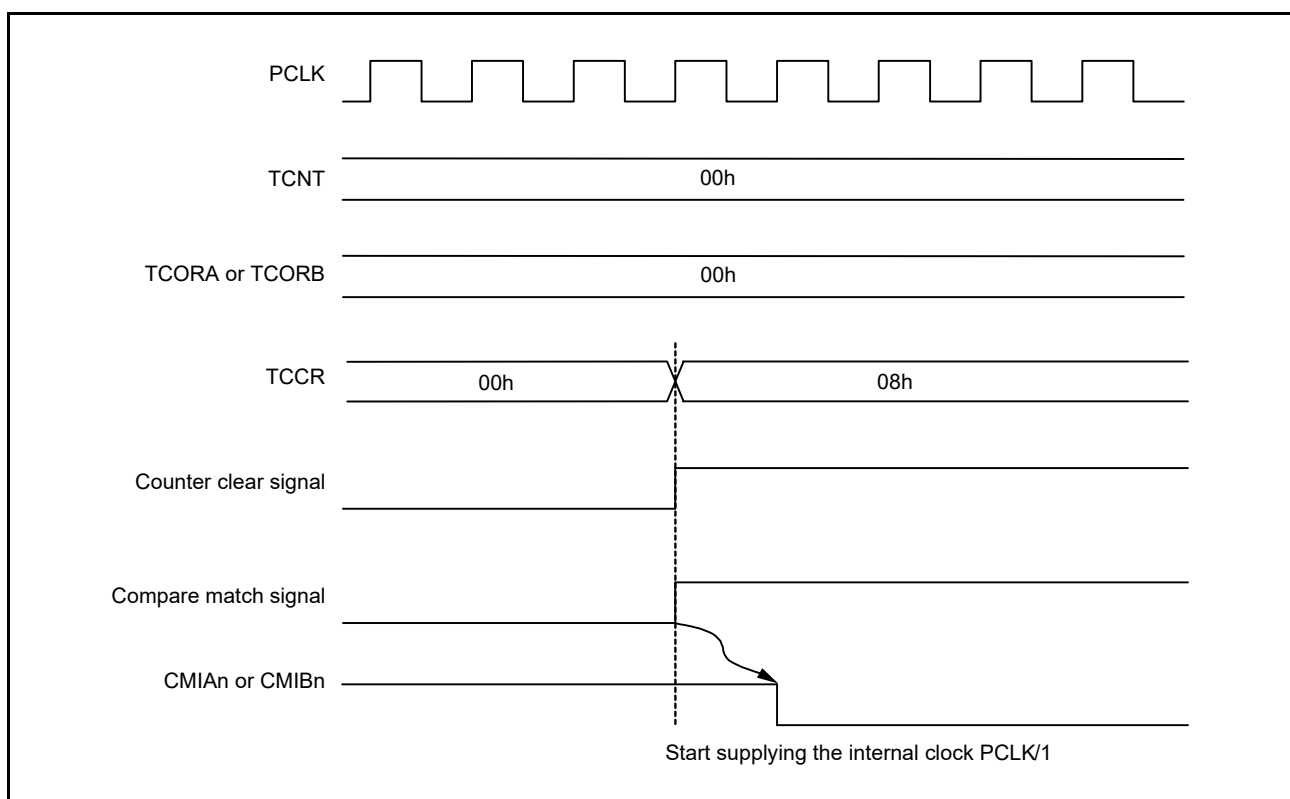 PCLK
TCNT
00h
TCORA or TCORB
00h
TCCR
00h
08h
Counter clear signal
Compare match signal
CMIAn or CMIBn
Start supplying the internal clock PCLK/1